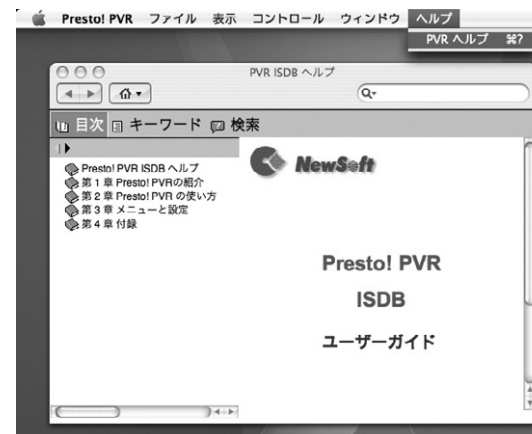 Presto! PVR ファイル 表示 コントロール ウィンドウ ヘルプ
PVR ヘルプ ⌘?
PVR ISDB ヘルプ
目次 キーワード 検索
Presto! PVR ISDB ヘルプ
第 1 章 Presto! PVRの紹介
第 2 章 Presto! PVR の使い方
第 3 章 メニューと設定
第 4 章 付録
NewSoft
Presto! PVR
ISDB
ユーザーガイド